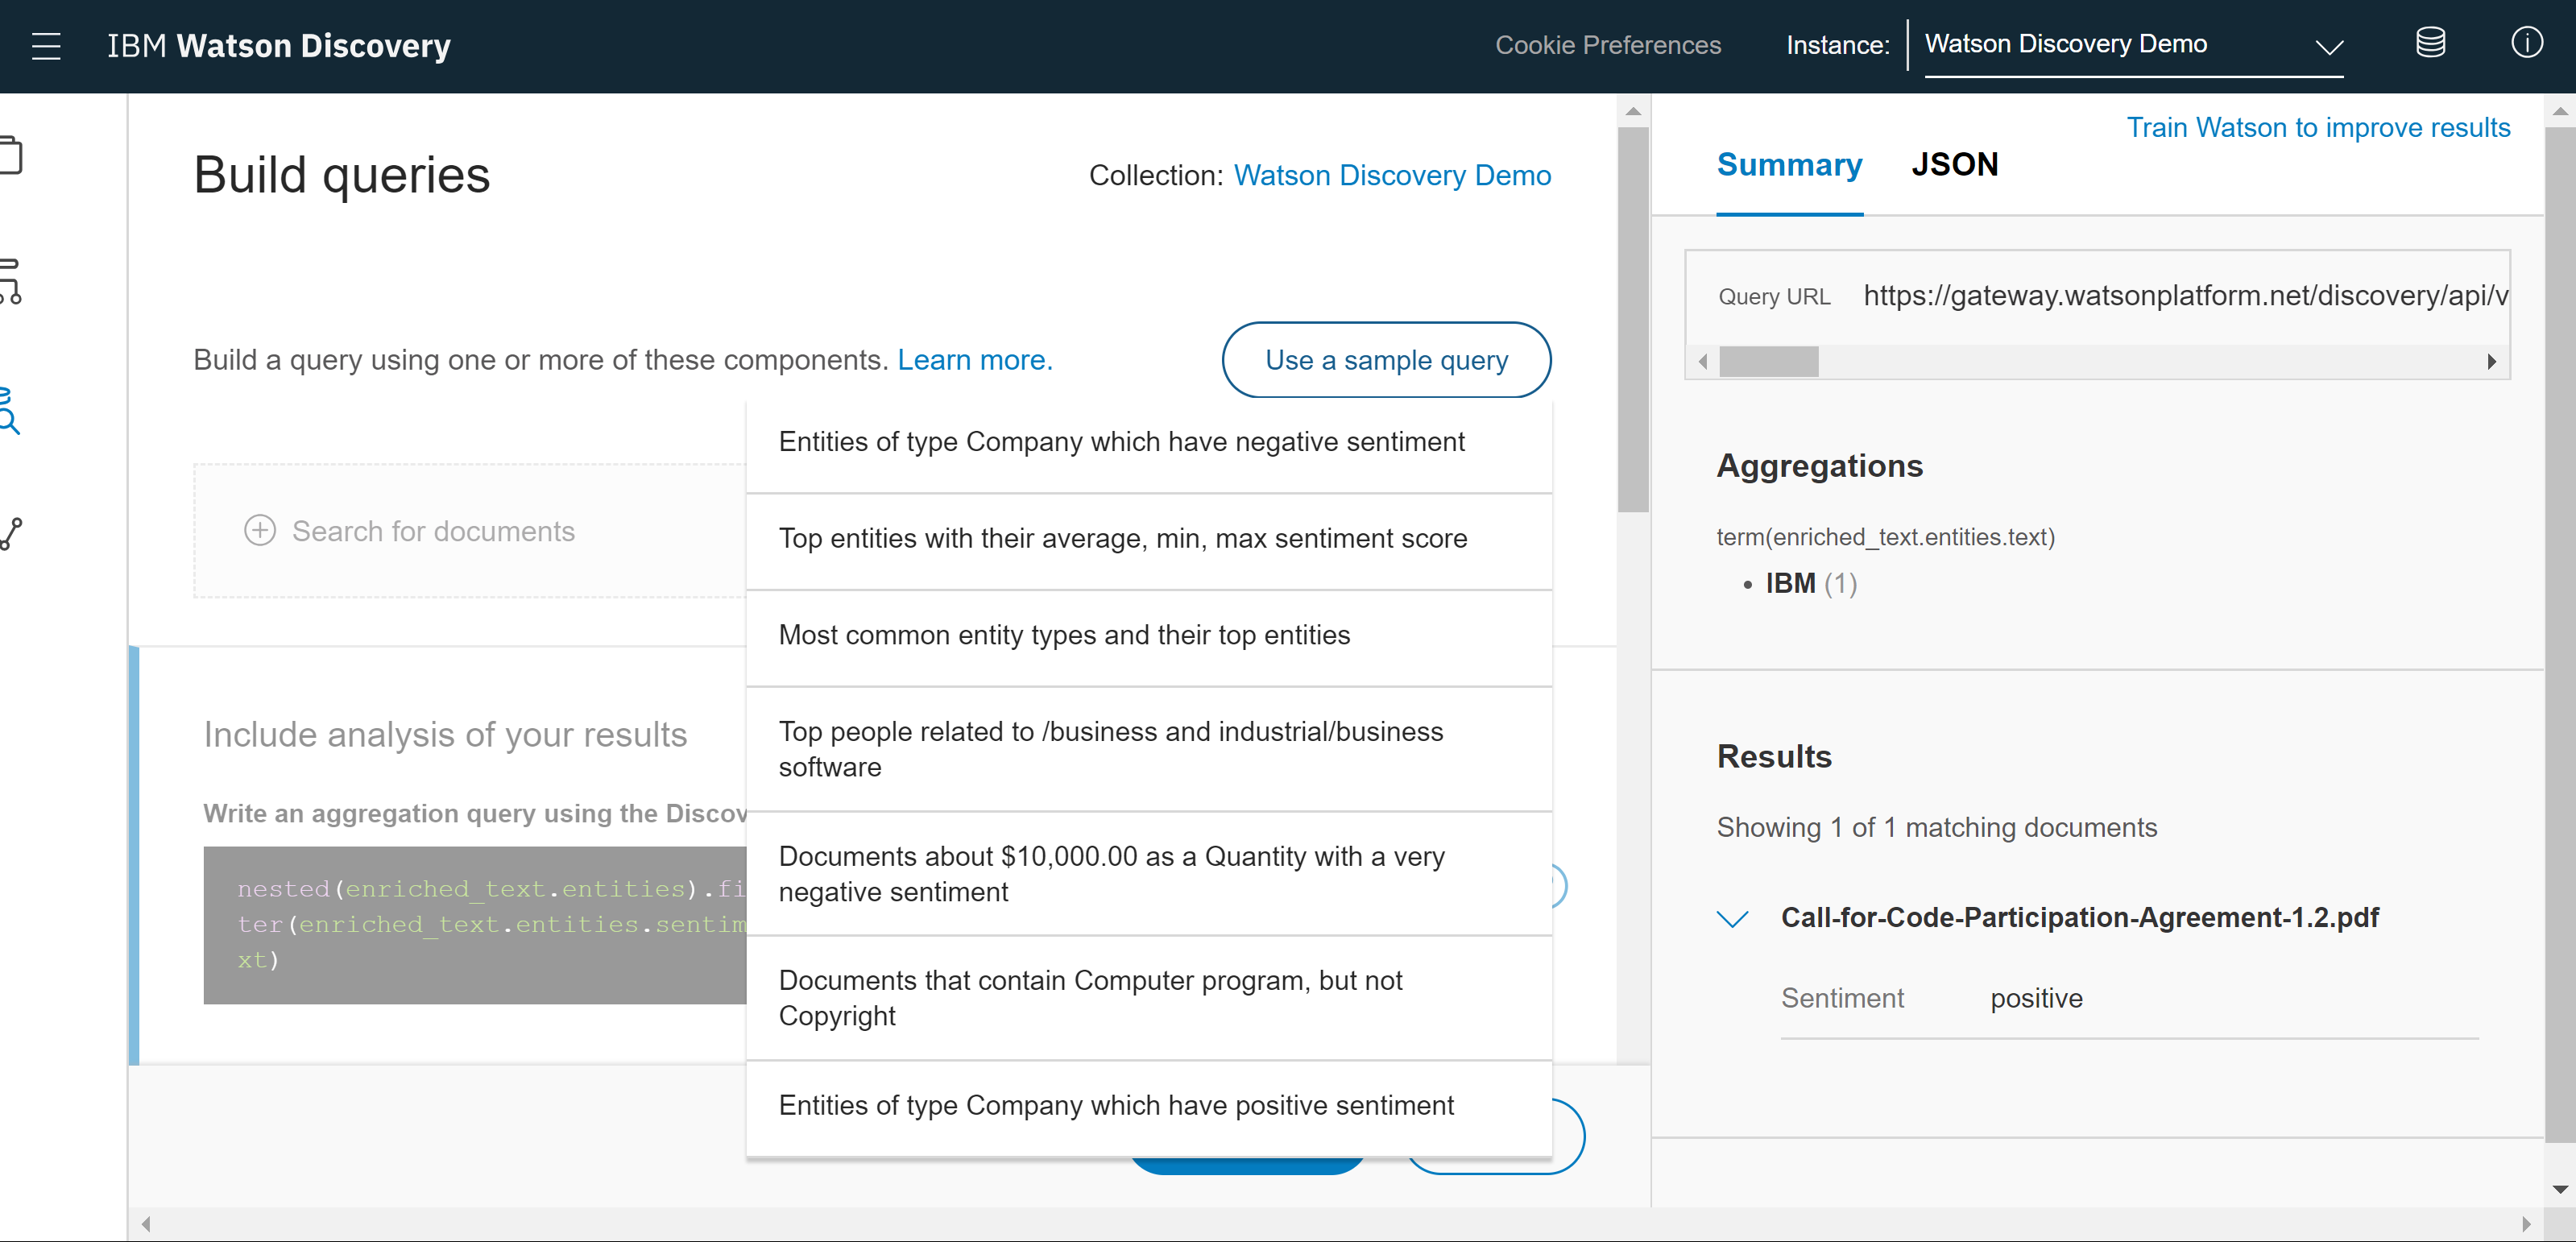 IBM Watson Discovery
Cookie Preferences
Instance:
Watson Discovery Demo
Build queries
Collection: Watson Discovery Demo
Build a query using one or more of these components. Learn more.
Use a sample query
Entities of type Company which have negative sentiment
Top entities with their average, min, max sentiment score
Most common entity types and their top entities
Top people related to /business and industrial/business
software
Documents about $10,000.00 as a Quantity with a very
negative sentiment
Documents that contain Computer program, but not
Copyright
Entities of type Company which have positive sentiment
Search for documents
Include analysis of your results
Write an aggregation query using the Discov
nested(enriched_text.entities).fi
ter(enriched_text.entities.sentim
xt)
Train Watson to improve results
Summary
JSON
Query URL
https://gateway.watsonplatform.net/discovery/api/v
Aggregations
term(enriched_text.entities.text)
• IBM (1)
Results
Showing 1 of 1 matching documents
Call-for-Code-Participation-Agreement-1.2.pdf
Sentiment
positive